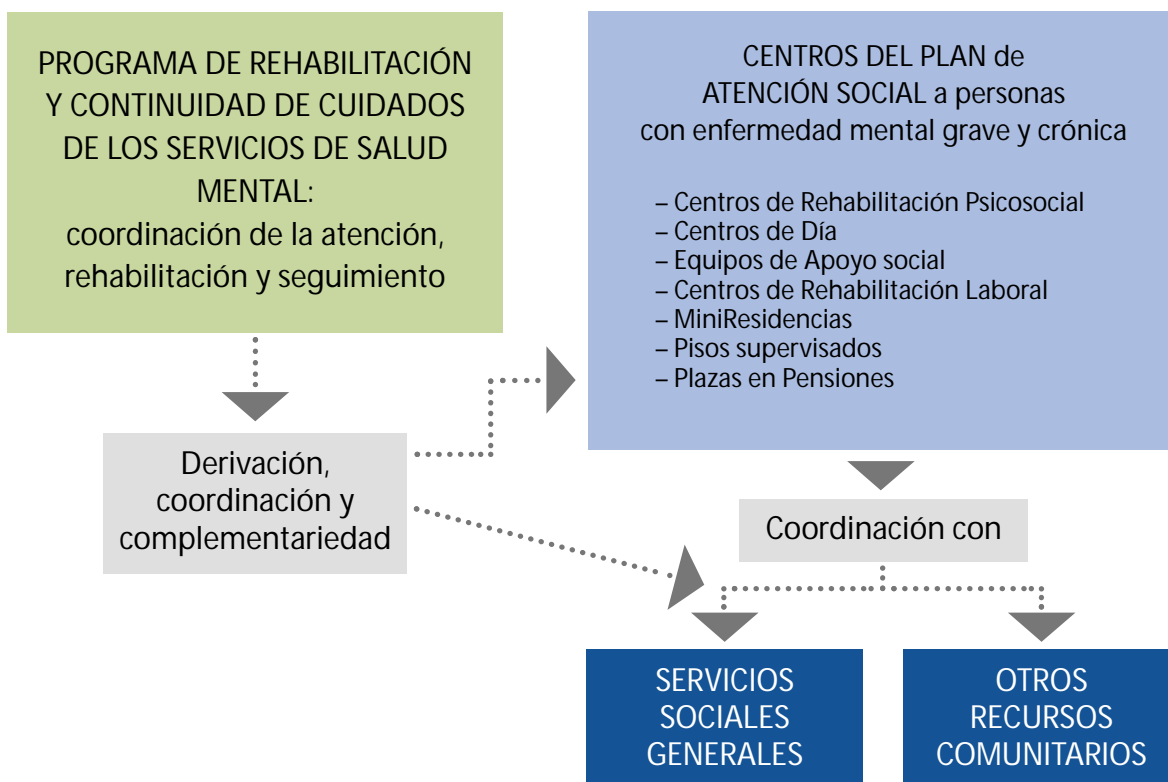 PROGRAMA DE REHABILITACIÓN
Y CONTINUIDAD DE CUIDADOS
DE LOS SERVICIOS DE SALUD
MENTAL:
coordinación de la atención,
rehabilitación y seguimiento
CENTROS DEL PLAN de
ATENCIÓN SOCIAL a personas
con enfermedad mental grave y crónica
– Centros de Rehabilitación Psicosocial
– Centros de Día
– Equipos de Apoyo social
– Centros de Rehabilitación Laboral
– MiniResidencias
– Pisos supervisados
– Plazas en Pensiones
Derivación,
coordinación y
complementariedad
Coordinación con
SERVICIOS
SOCIALES
GENERALES
OTROS
RECURSOS
COMUNITARIOS